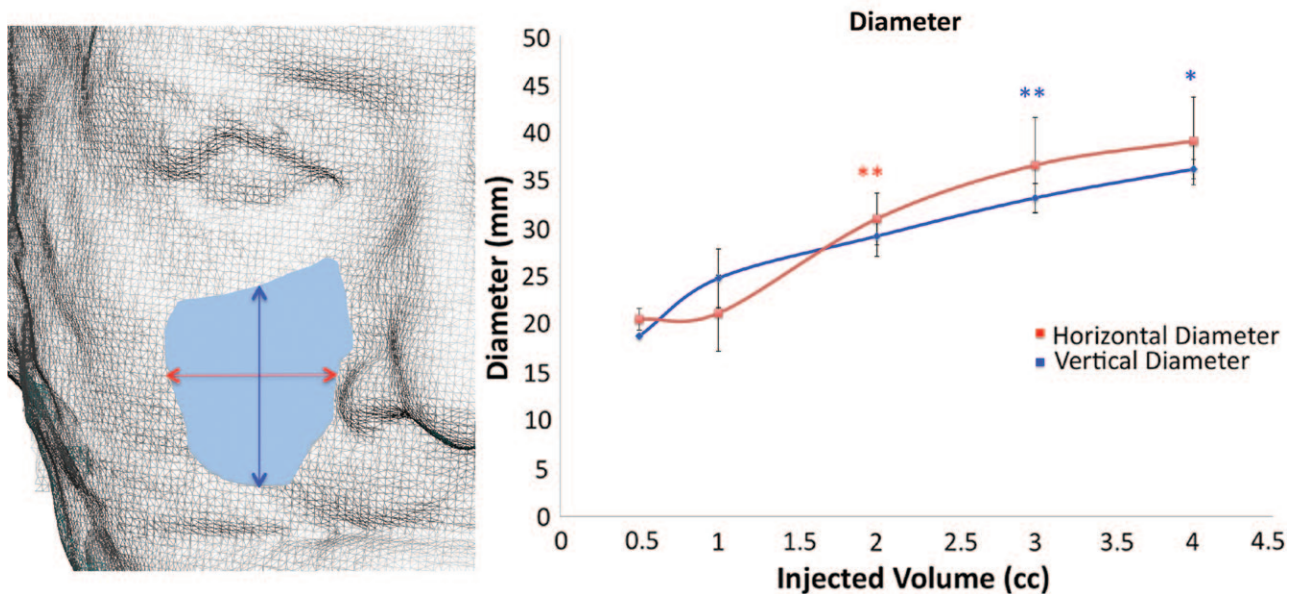 Diameter
50
45
40
35
30
25
20
15
10
5
0
Diameter (mm)
**
**
*
Horizontal Diameter
Vertical Diameter
0 0.5 1 1.5 2 2.5 3 3.5 4 4.5
Injected Volume (cc)